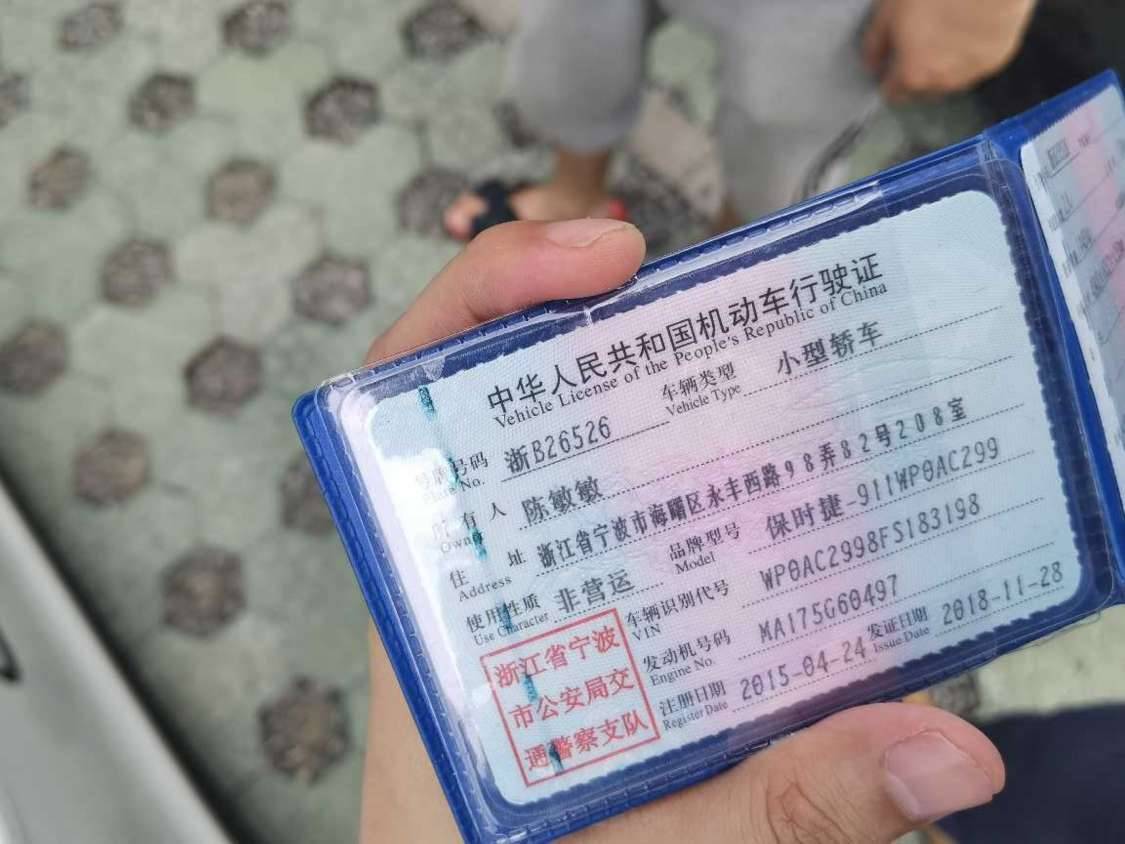 中华人民共和国机动车行驶证
Vehicle License of the People's Republic of China
号牌号码 浙B26526 车辆类型 小型轿车
Plate No. Vehicle Type
所有人 陈敏敏
Owner
住址 浙江省宁波市海曙区永丰西路98弄82号208室
Address
使用性质 非营运 品牌型号 保时捷-911WP0AC299
Use Character Model
车辆识别代号 WP0AC2998FS183198
VIN
发动机号码 MA175G60497
Engine No.
注册日期 2015-04-24 发证日期 2018-11-28
Register Date Issue Date
浙江省宁波
市公安局交
通警察支队